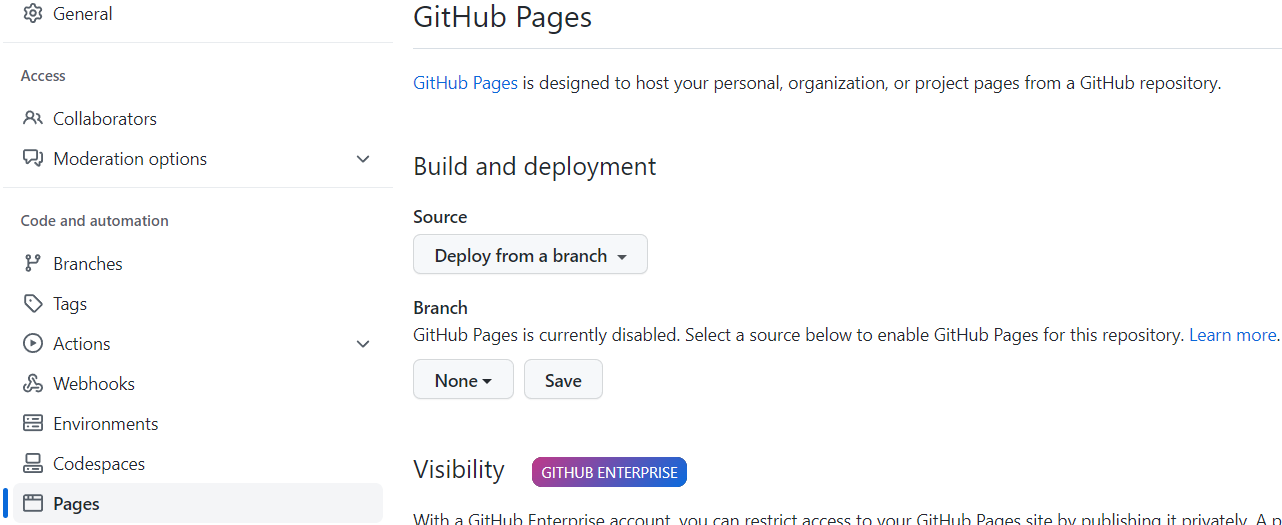 General
Access
Collaborators
Moderation options
Code and automation
Branches
Tags
Actions
Webhooks
Environments
Codespaces
Pages
GitHub Pages
GitHub Pages is designed to host your personal, organization, or project pages from a GitHub repository.
Build and deployment
Source
Deploy from a branch
Branch
GitHub Pages is currently disabled. Select a source below to enable GitHub Pages for this repository. Learn more.
None Save
Visibility GITHUB ENTERPRISE
With a GitHub Enterprise account, you can restrict access to your GitHub Pages site by publishing it privately. A p